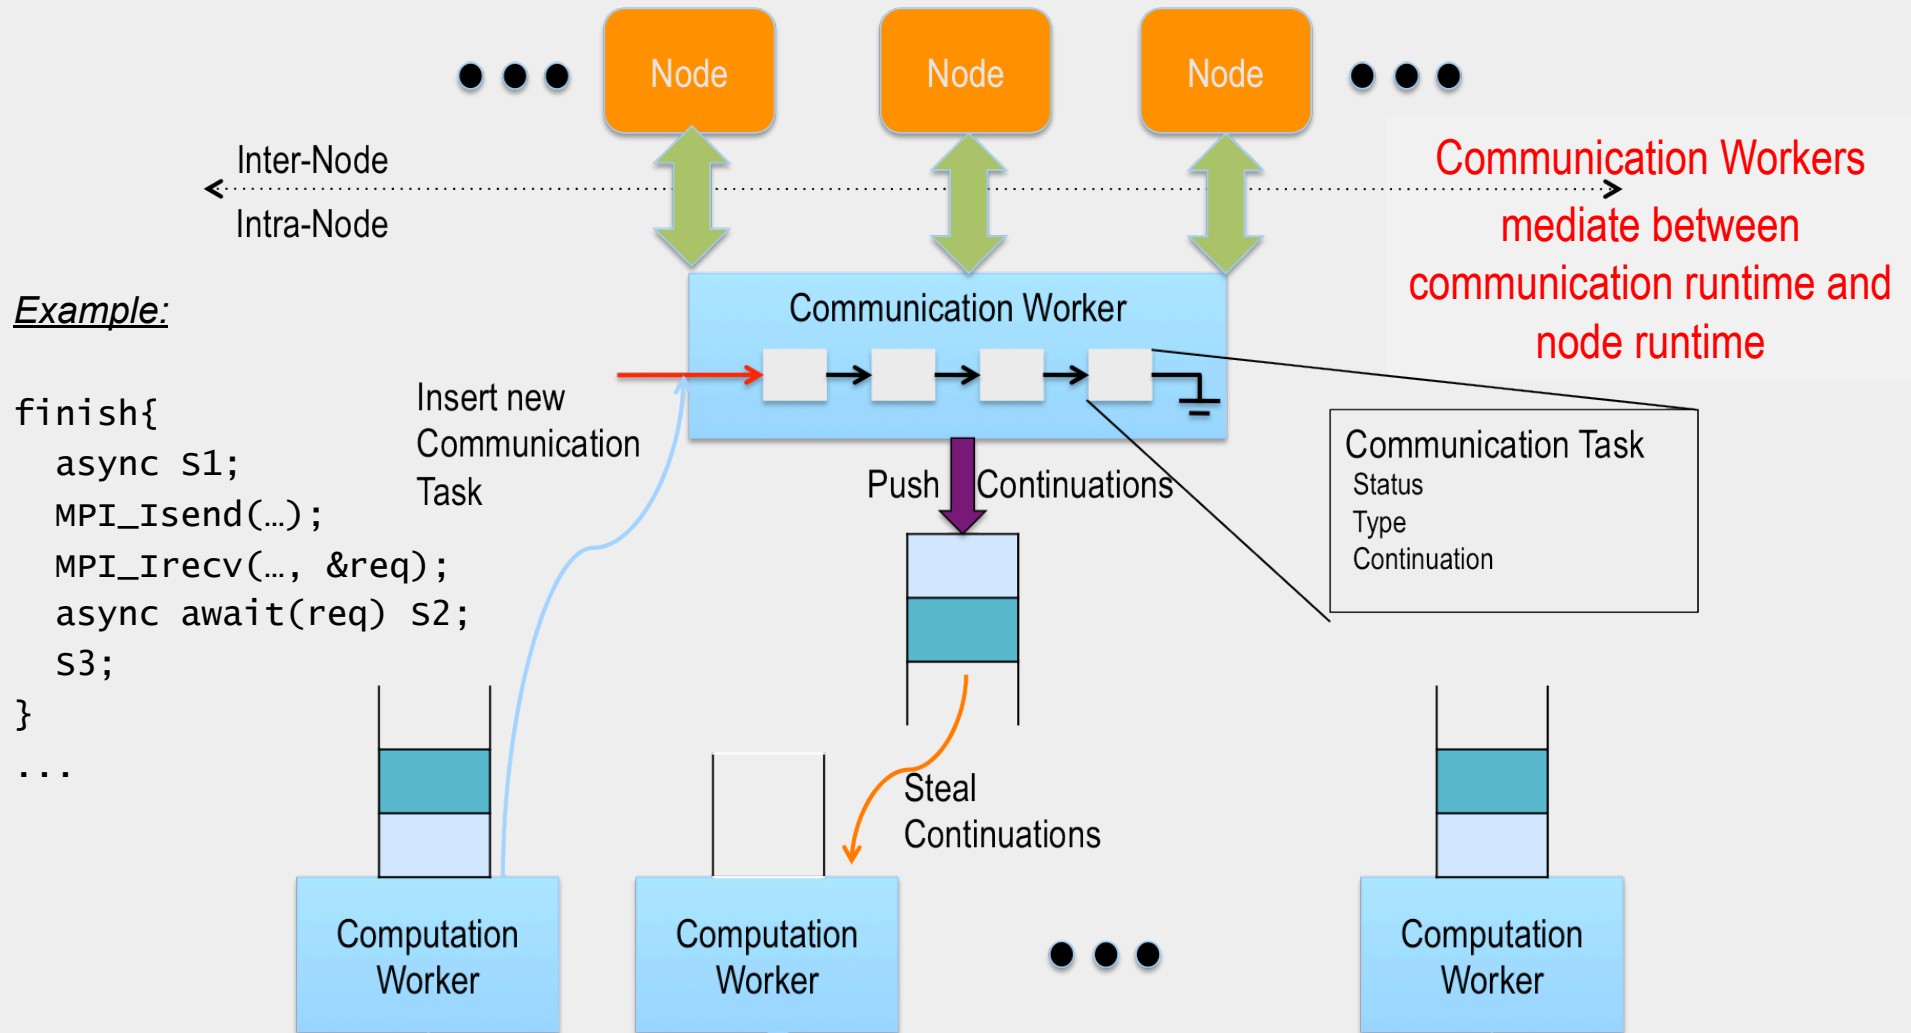 Node
Node
Node
Inter-Node
Intra-Node
Communication Workers
mediate between
communication runtime and
node runtime
Example:
finish{
async S1;
MPI_Isend(…);
MPI_Irecv(…, &req);
async await(req) S2;
S3;
}
...
Communication Worker
Insert new
Communication
Task
Push
Continuations
Communication Task
Status
Type
Continuation
Steal
Continuations
Computation
Worker
Computation
Worker
Computation
Worker